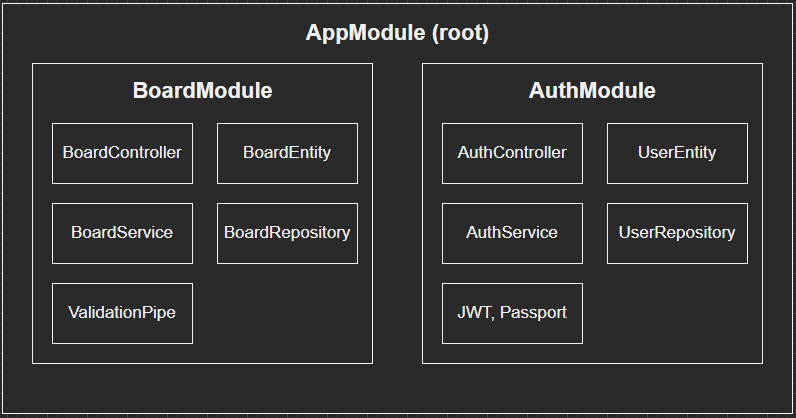 AppModule (root)
BoardModule
BoardController
BoardEntity
BoardService
BoardRepository
ValidationPipe
AuthModule
AuthController
UserEntity
AuthService
UserRepository
JWT, Passport